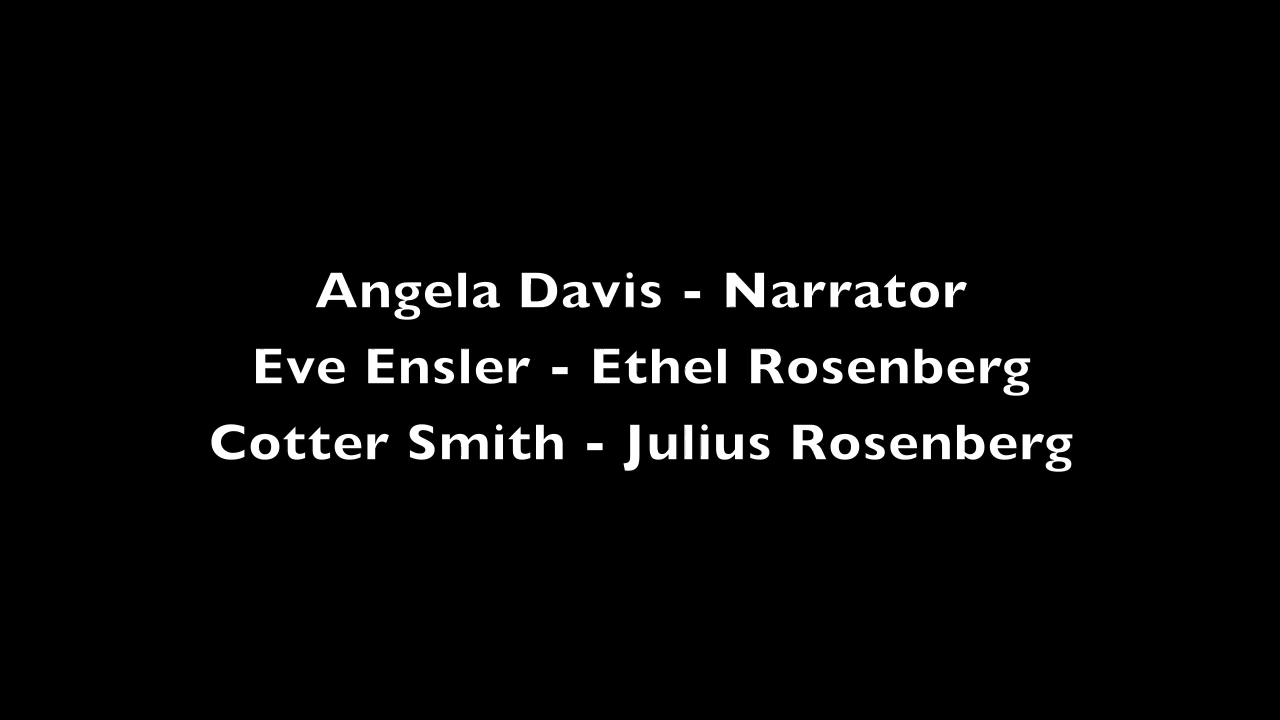 Angela Davis - Narrator
Eve Ensler - Ethel Rosenberg
Cotter Smith - Julius Rosenberg